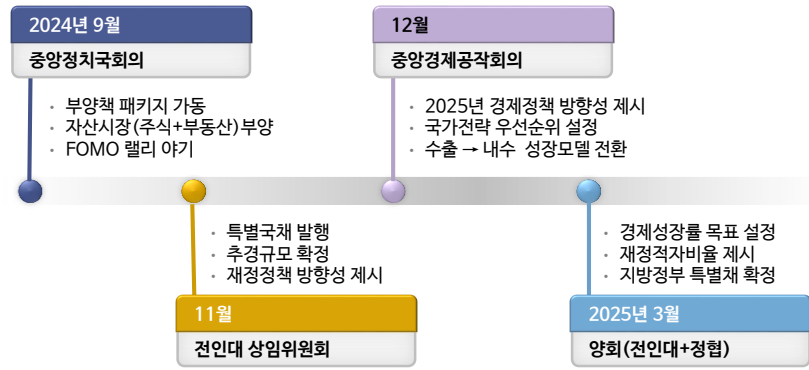 2024년 9월
중앙정치국회의
· 부양책 패키지 가동
· 자산시장(주식+부동산)부양
· FOMO 랠리 야기
11월
전인대 상임위원회
· 특별국채 발행
· 추경규모 확정
· 재정정책 방향성 제시
12월
중앙경제공작회의
· 2025년 경제정책 방향성 제시
· 국가전략 우선순위 설정
· 수출 → 내수 성장모델 전환
2025년 3월
양회(전인대+정협)
· 경제성장률 목표 설정
· 재정적자비율 제시
· 지방정부 특별채 확정